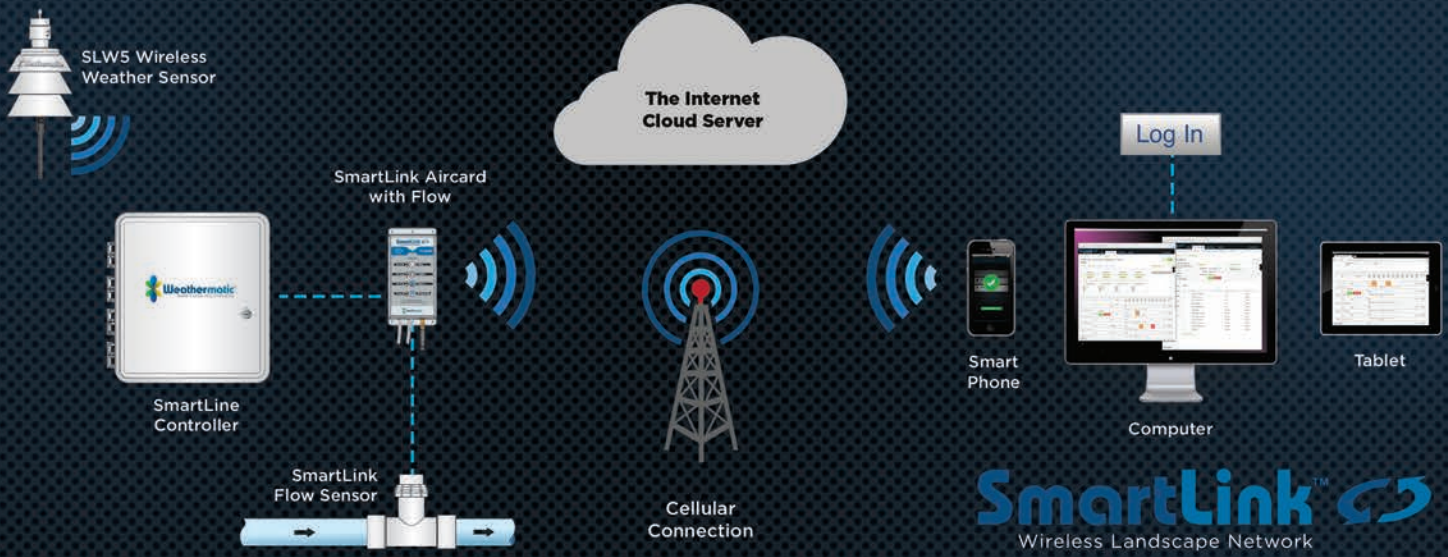 SLW5 Wireless
Weather Sensor
The Internet
Cloud Server
Log In
SmartLink Aircard
with Flow
SmartLink
Weathermatic
SmartLine
Controller
SmartLink
Flow Sensor
Cellular
Connection
Smart
Phone
Computer
Tablet
SmartLink™
Wireless Landscape Network